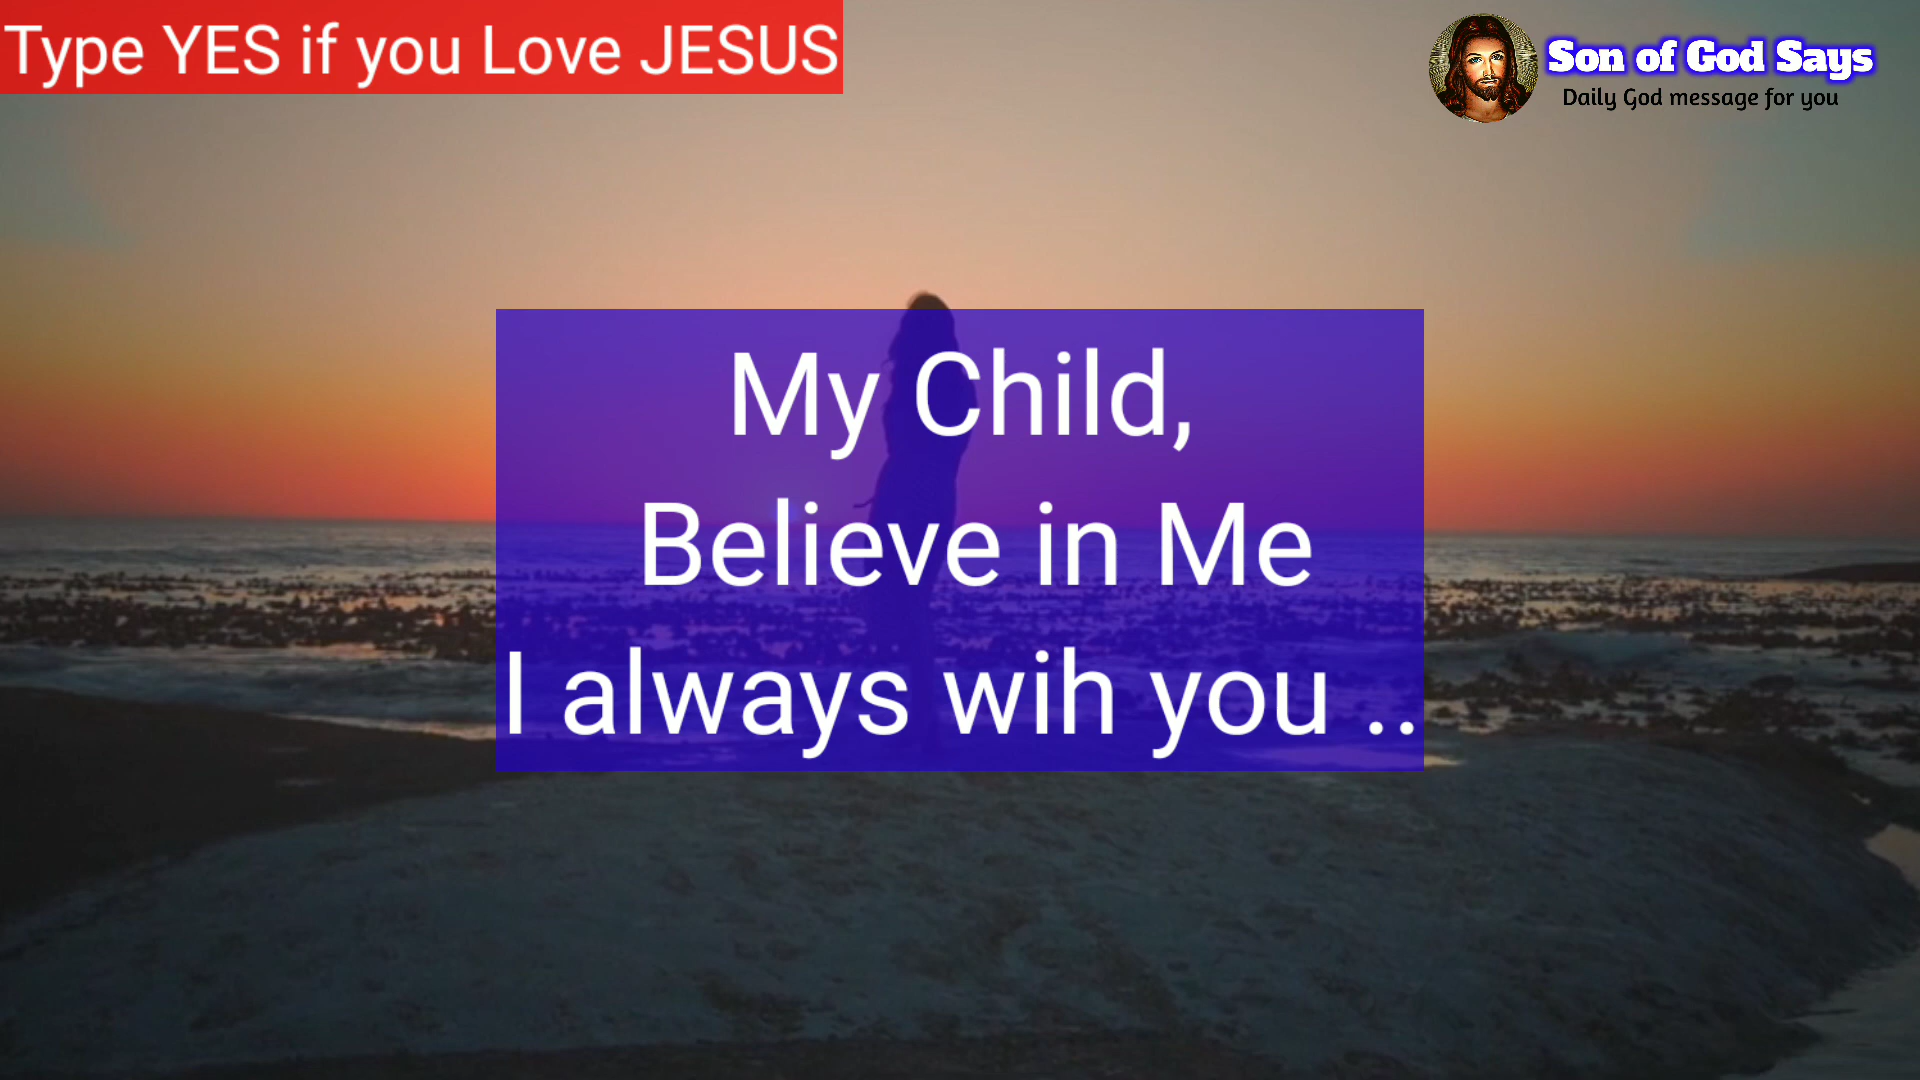 Type YES if you Love JESUS
Son of God Says
Daily God message for you
My Child,
Believe in Me
I always wih you ..